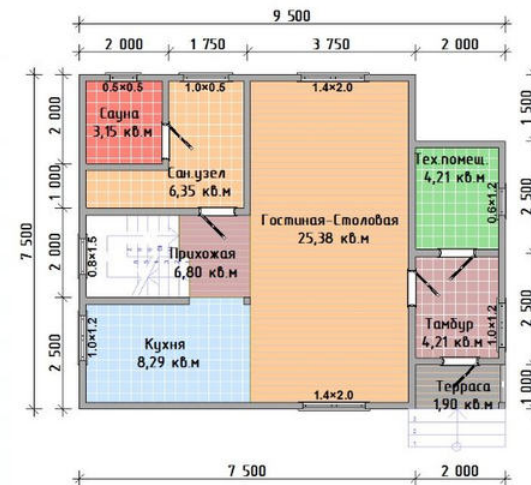 9 500
2 000
1 750
3 750
2 000
0.5×0.5
1.0×0.5
1.4×2.0
Сауна
3,15 кв.м
Сан.узел
6,35 кв.м
Тех.помещ.
4,21 кв.м
0.6×1.2
Гостиная-Столовая
25,38 кв.м
Прихожая
6,80 кв.м
0.8×1.5
Тамбур
4,21 кв.м
1.0×1.2
Кухня
8,29 кв.м
1.0×1.2
Терраса
1,90 кв.м
1.4×2.0
7 500
2 000
1 000
2 000
2 500
1 500
2 500
2 500
1 000
7 500
2 000